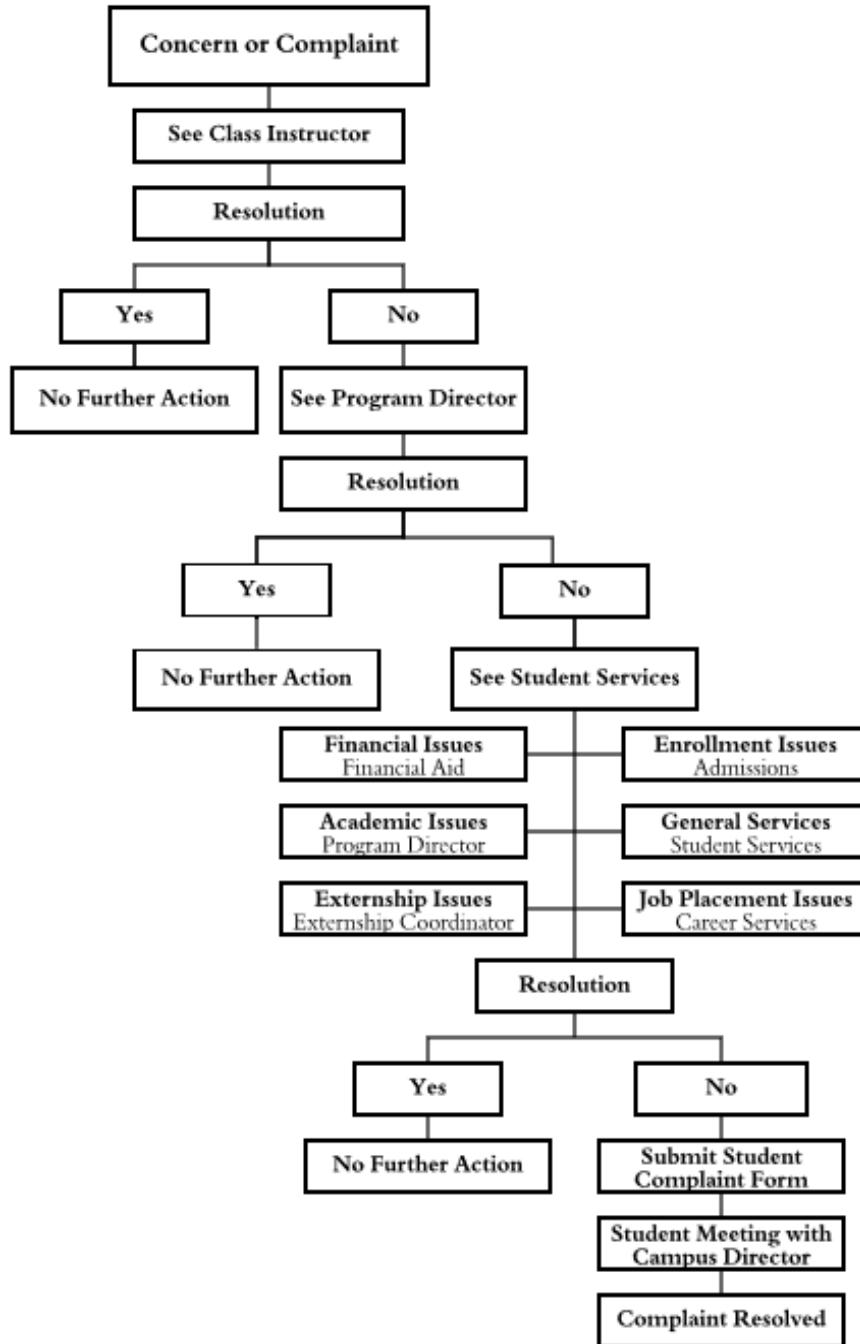 Concern or Complaint
See Class Instructor
Resolution
Yes
No
No Further Action
See Program Director
Resolution
Yes
No
No Further Action
See Student Services
Financial Issues
Financial Aid
Enrollment Issues
Admissions
Academic Issues
Program Director
General Services
Student Services
Externship Issues
Externship Coordinator
Job Placement Issues
Career Services
Resolution
Yes
No
No Further Action
Submit Student
Complaint Form
Student Meeting with
Campus Director
Complaint Resolved